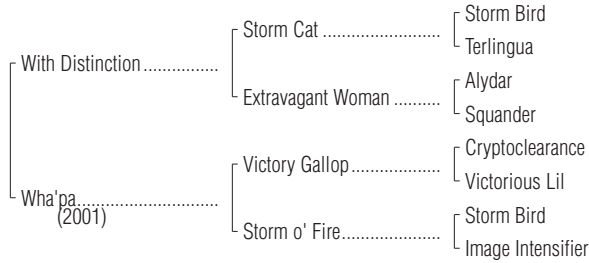 Storm Bird
Storm Cat .........................
Terlingua
With Distinction ................
Alydar
Extravagant Woman ..........
Squander
Cryptoclearance
Victory Gallop...................
Victorious Lil
Wha'pa..............................
(2001)
Storm Bird
Storm o' Fire.....................
Image Intensifier